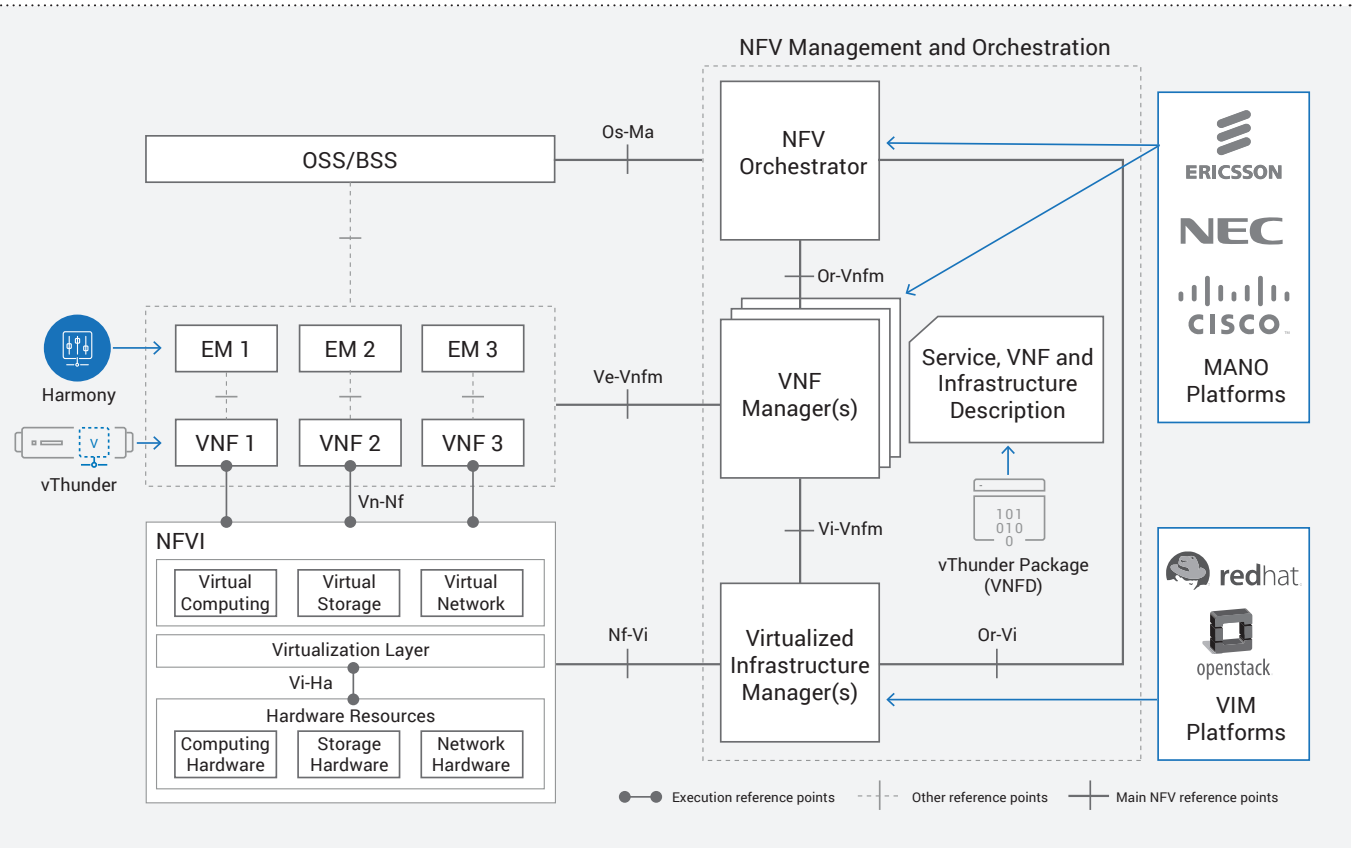 NFV Management and Orchestration
OSS/BSS
Os-Ma
NFV
Orchestrator
ERICSSON
NEC
CISCO
MANO
Platforms
Or-Vnfm
Harmony
EM 1
EM 2
EM 3
Ve-Vnfm
VNF
Manager(s)
Service, VNF and
Infrastructure
Description
V
vThunder
VNF 1
VNF 2
VNF 3
Vn-Nf
Vi-Vnfm
101
010
0
vThunder Package
(VNFD)
NFVI
Virtual
Computing
Virtual
Storage
Virtual
Network
Virtualization Layer
Vi-Ha
Hardware Resources
Computing
Hardware
Storage
Hardware
Network
Hardware
Nf-Vi
Virtualized
Infrastructure
Manager(s)
Or-Vi
redhat
openstack
VIM
Platforms
Execution reference points
Other reference points
Main NFV reference points